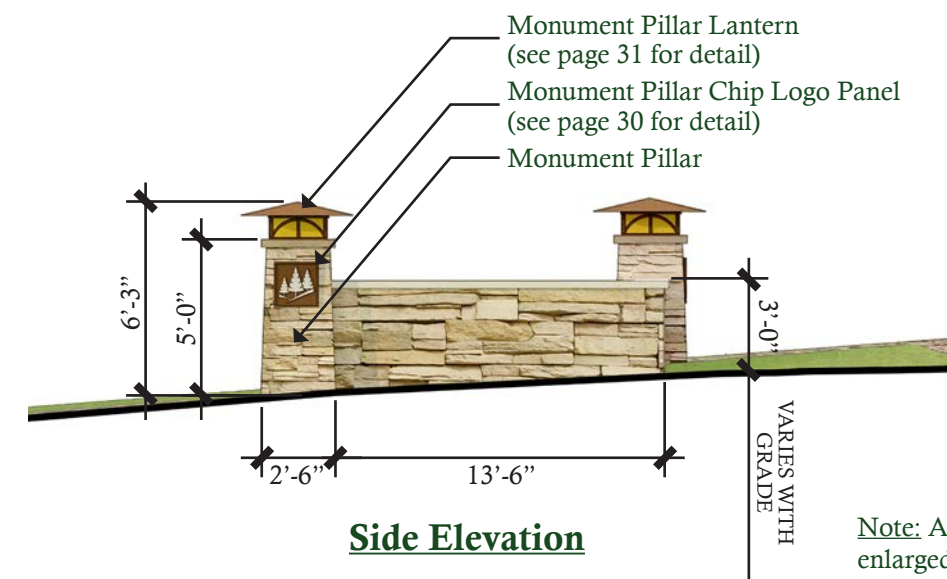 Monument Pillar Lantern
(see page 31 for detail)
Monument Pillar Chip Logo Panel
(see page 30 for detail)
Monument Pillar
6’-3”
5’-0”
3’-0”
VARIES WITH
GRADE
2’-6”
13’-6”
Side Elevation
Note: A
enlarged